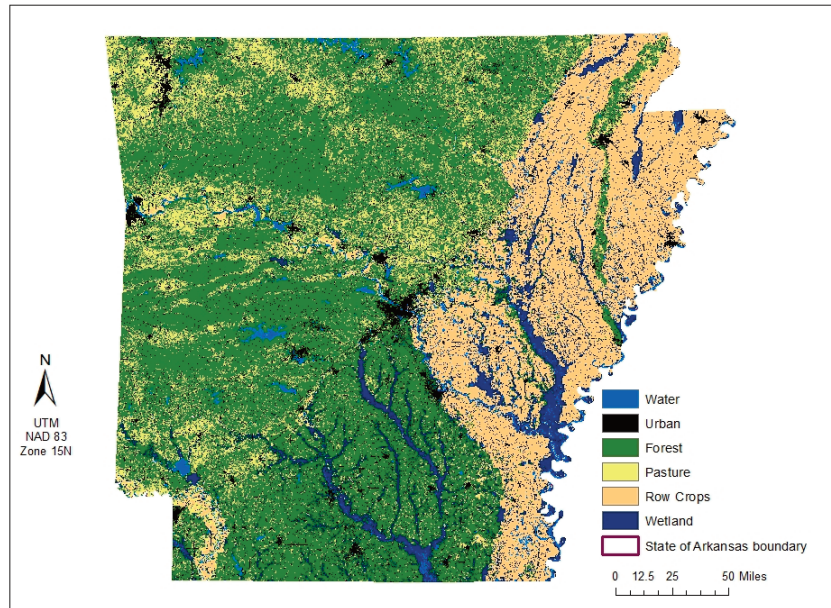 N
UTM
NAD 83
Zone 15N
Water
Urban
Forest
Pasture
Row Crops
Wetland
State of Arkansas boundary
0 12.5 25 50 Miles